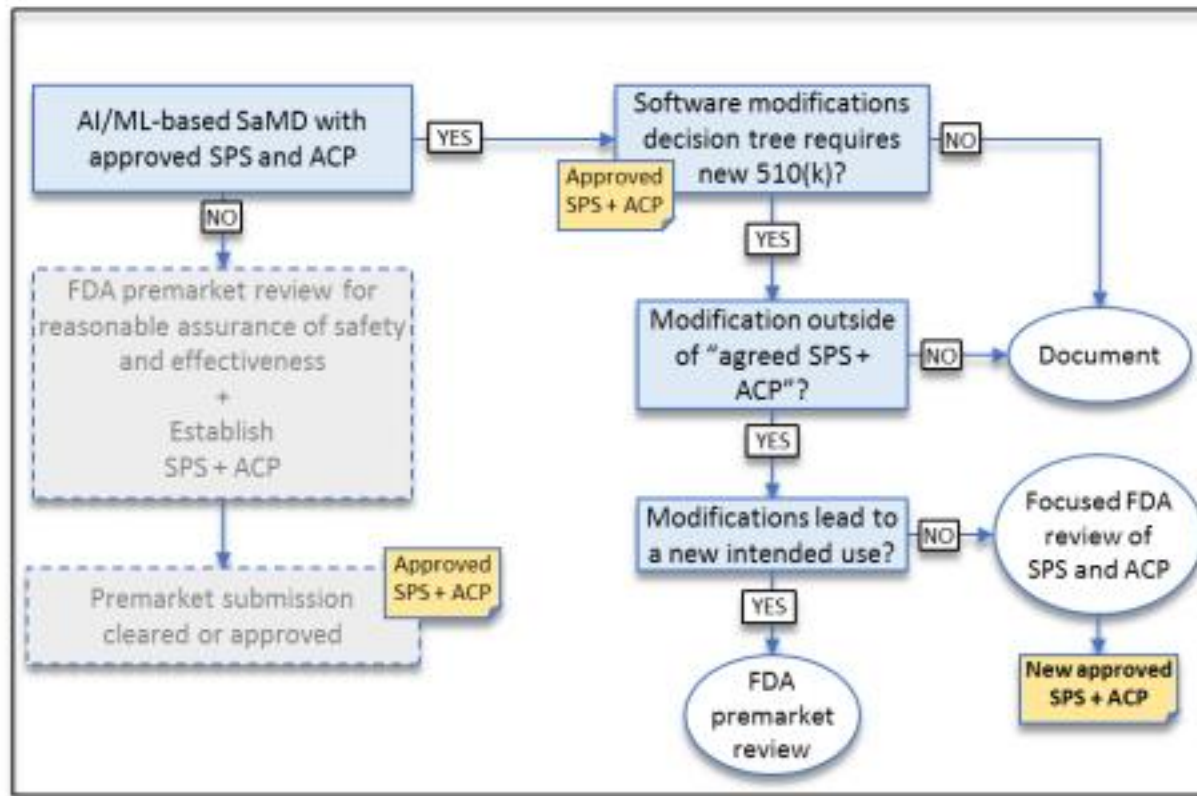 AI/ML-based SaMD with
approved SPS and ACP
YES
Software modifications
decision tree requires
new 510(k)?
NO
Approved
SPS + ACP
NO
YES
FDA premarket review for
reasonable assurance of safety
and effectiveness
+
Establish
SPS + ACP
Modification outside
of “agreed SPS +
ACP”?
NO
Document
YES
Approved
SPS + ACP
Premarket submission
cleared or approved
Modifications lead to
a new intended use?
NO
Focused FDA
review of
SPS and ACP
YES
FDA
premarket
review
New approved
SPS + ACP